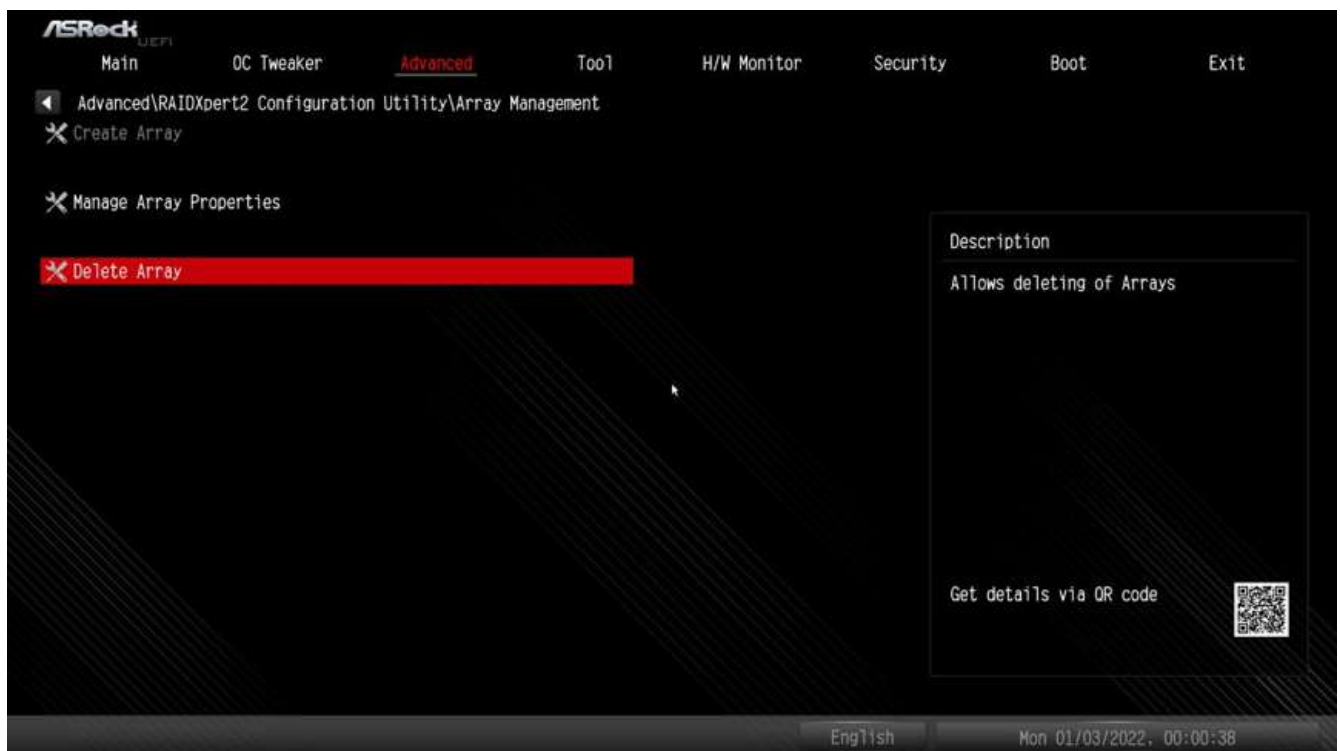 ASRock
UEFI
Main OC Tweaker Advanced Tool H/W Monitor Security Boot Exit
Advanced\RAIDXpert2 Configuration Utility\Array Management
Create Array
Manage Array Properties
Delete Array
Description
Allows deleting of Arrays
Get details via QR code
English Mon 01/03/2022. 00:00:38